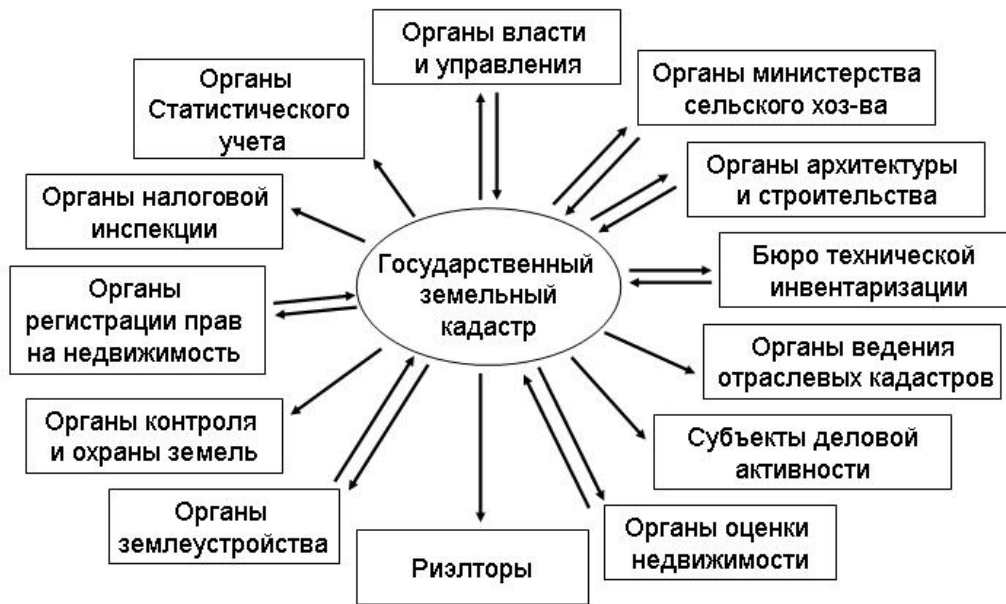 Органы власти
и управления
Органы министерства
сельского хоз-ва
Органы архитектуры
и строительства
Бюро технической
инвентаризации
Органы ведения
отраслевых кадастров
Субъекты деловой
активности
Органы оценки
недвижимости
Риэлторы
Органы
землеустройства
Органы контроля
и охраны земель
Органы
регистрации прав
на недвижимость
Органы налоговой
инспекции
Органы
Статистического
учета
Государственный
земельный
кадастр